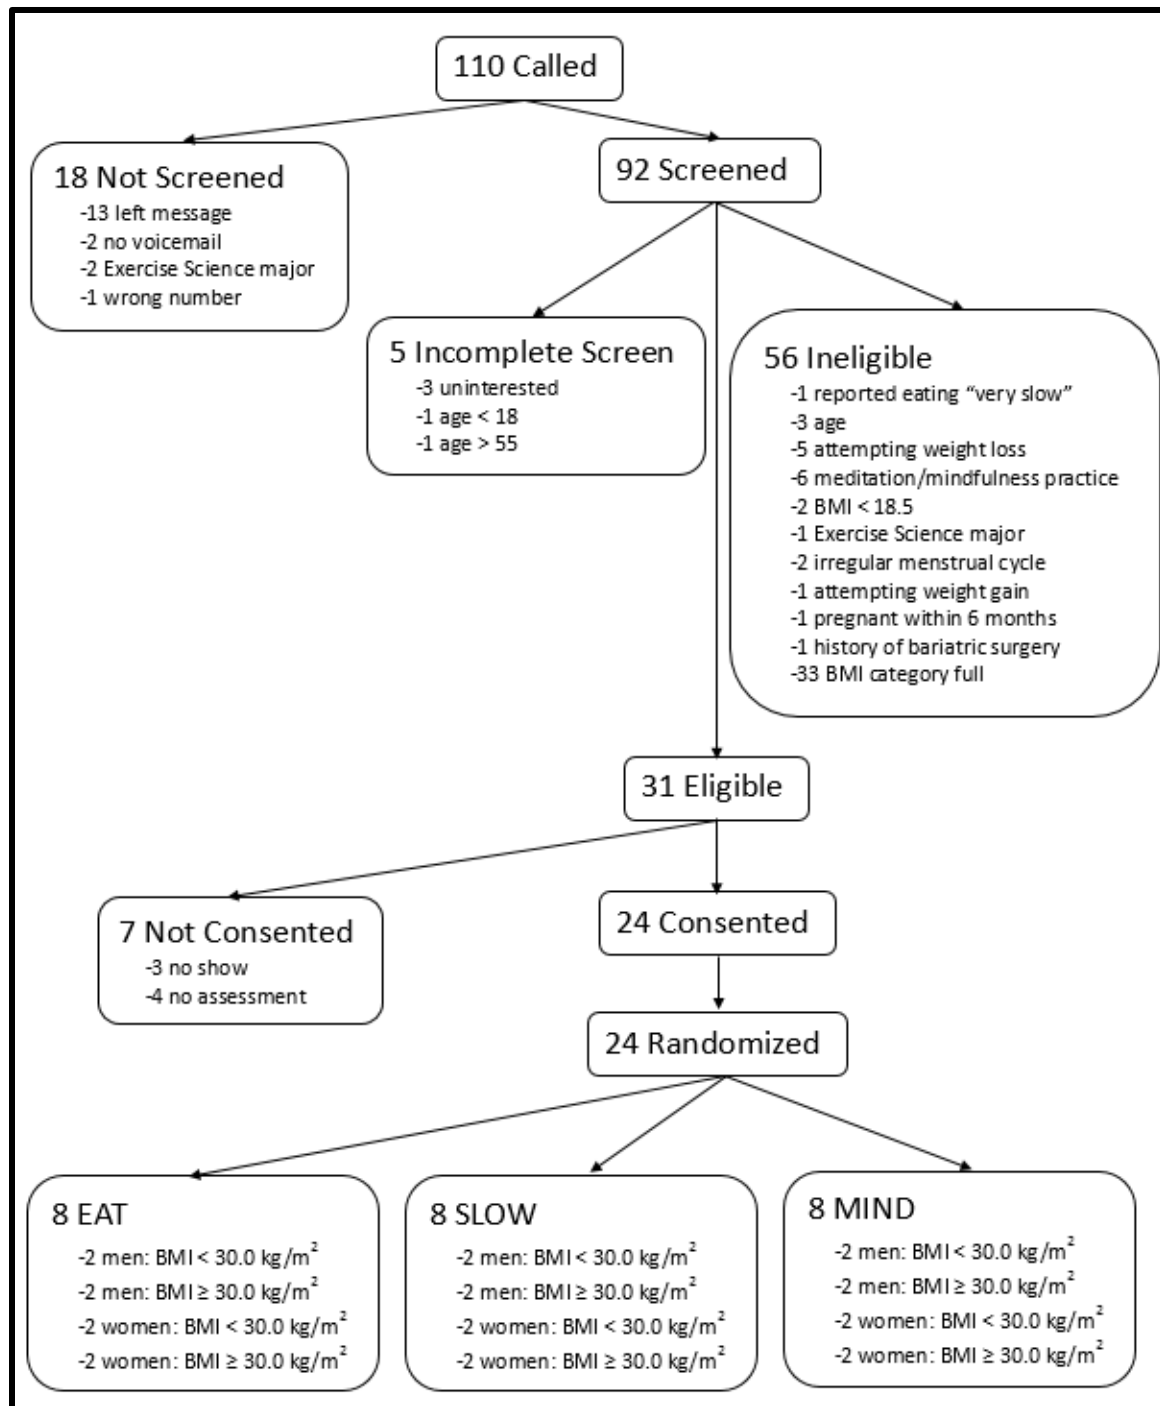 110 Called
18 Not Screened
-13 left message
-2 no voicemail
-2 Exercise Science major
-1 wrong number
92 Screened
5 Incomplete Screen
-3 uninterested
-1 age < 18
-1 age > 55
56 Ineligible
-1 reported eating “very slow”
-3 age
-5 attempting weight loss
-6 meditation/mindfulness practice
-2 BMI < 18.5
-1 Exercise Science major
-2 irregular menstrual cycle
-1 attempting weight gain
-1 pregnant within 6 months
-1 history of bariatric surgery
-33 BMI category full
31 Eligible
7 Not Consented
-3 no show
-4 no assessment
24 Consented
24 Randomized
8 EAT
-2 men: BMI < 30.0 kg/m²
-2 men: BMI ≥ 30.0 kg/m²
-2 women: BMI < 30.0 kg/m²
-2 women: BMI ≥ 30.0 kg/m²
8 SLOW
-2 men: BMI < 30.0 kg/m²
-2 men: BMI ≥ 30.0 kg/m²
-2 women: BMI < 30.0 kg/m²
-2 women: BMI ≥ 30.0 kg/m²
8 MIND
-2 men: BMI < 30.0 kg/m²
-2 men: BMI ≥ 30.0 kg/m²
-2 women: BMI < 30.0 kg/m²
-2 women: BMI ≥ 30.0 kg/m²